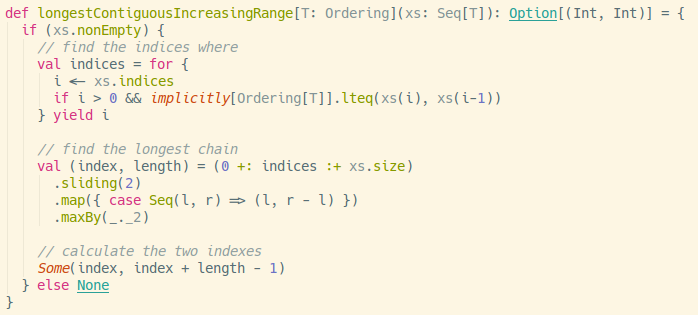 def longestContiguousIncreasingRange[T: Ordering](xs: Seq[T]): Option[(Int, Int)] = {
  if (xs.nonEmpty) {
    // find the indices where
    val indices = for {
      i <- xs.indices
      if i > 0 && implicitly[Ordering[T]].lteq(xs(i), xs(i-1))
    } yield i

    // find the longest chain
    val (index, length) = (0 +: indices :+ xs.size)
      .sliding(2)
      .map({ case Seq(l, r) => (l, r - l) })
      .maxBy(_._2)

    // calculate the two indexes
    Some(index, index + length - 1)
  } else None
}